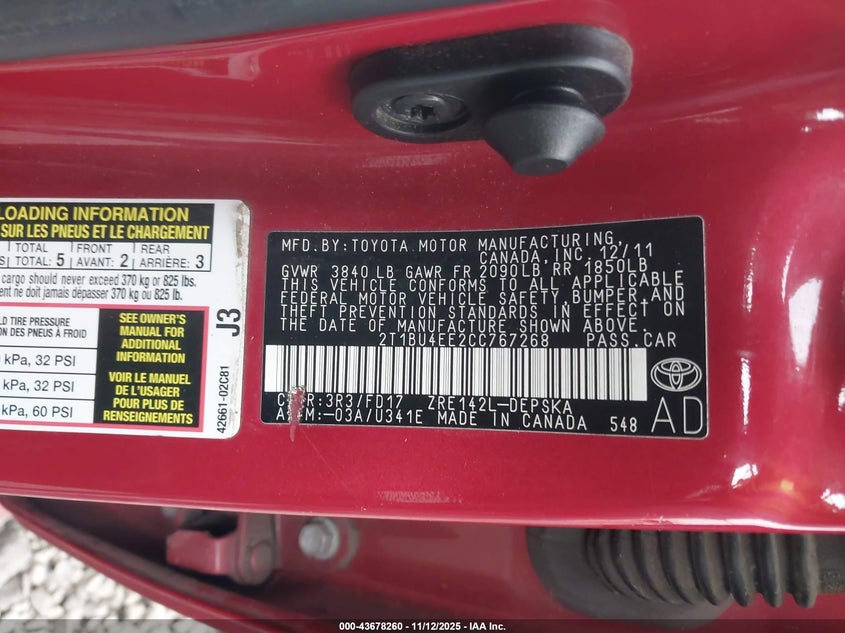 LOADING INFORMATION
SUR LES PNEUS ET LE CHARGEMENT
TOTAL : 5
FRONT
AVANT: 2
REAR
ARRIÈRE: 3
cargo should never exceed 370 kg or 825 lbs.
ne doit jamais dépasser 370 kg ou 825 lb.
TIRE PRESSURE
DES PNEUS À FROID
kPa, 32 PSI
kPa, 32 PSI
kPa, 60 PSI
SEE OWNER'S
MANUAL FOR
ADDITIONAL
INFORMATION
VOIR LE MANUEL
DE L'USAGER
POUR PLUS DE
RENSEIGNEMENTS
J3
42661-02C81
MFD.BY:TOYOTA MOTOR MANUFACTURING
CANADA,INC. 12/11
GVWR 3840 LB GAWR FR 2090LB RR 1850LB
THIS VEHICLE CONFORMS TO ALL APPLICABLE
FEDERAL MOTOR VEHICLE SAFETY,BUMPER,AND
THEFT PREVENTION STANDARDS IN EFFECT ON
THE DATE OF MANUFACTURE SHOWN ABOVE.
2T1BU4EE2CC767268 PASS.CAR
:3R3/FD17 ZRE142L-DEPSKA
:-03A/U341E MADE IN CANADA 548
AD
000-43678260 - 11/12/2025 - IAA Inc.